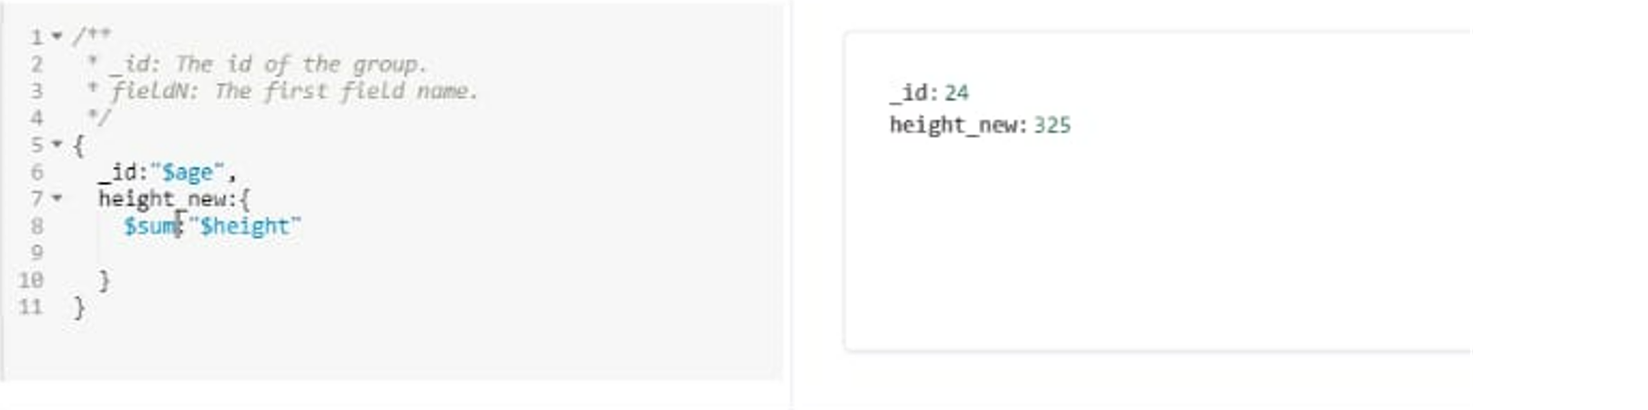 1 /**
2 * _id: The id of the group.
3 * fieldN: The first field name.
4 */
5 {
6 _id:"$age",
7 height_new:{
8 $sum:"$height"
9
10 }
11 }
_id: 24
height_new: 325